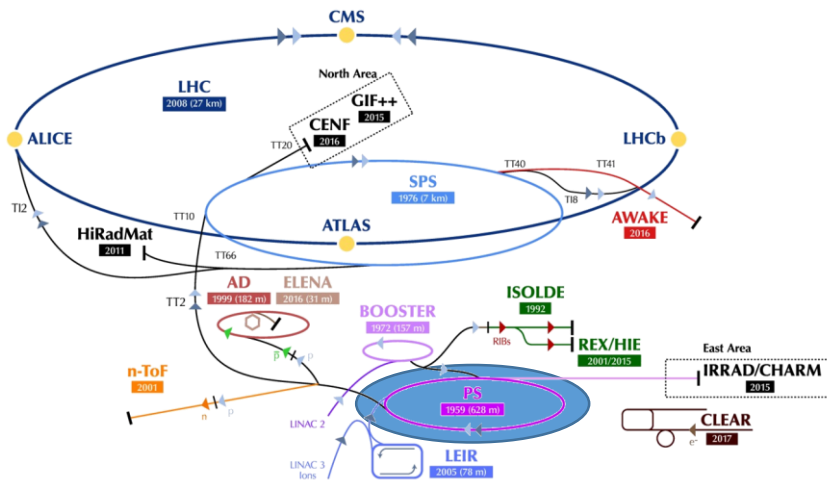 CMS
North Area
LHC
2008 (27 km)
GIF++
2015
CENF
2016
ALICE
LHCb
TT20
TT40
TT41
SPS
1976 (7 km)
TI8
TI2
TT10
ATLAS
AWAKE
2016
HiRadMat
2011
TT66
AD
1999 (182 m)
ELENA
2016 (31 m)
TT2
BOOSTER
1972 (157 m)
ISOLDE
1992
RIBs
REX/HIE
2001/2015
p
p
East Area
n-ToF
2001
IRRAD/CHARM
2015
n
p
PS
1959 (628 m)
LINAC 2
CLEAR
2017
e-
LINAC 3
Ions
LEIR
2005 (78 m)